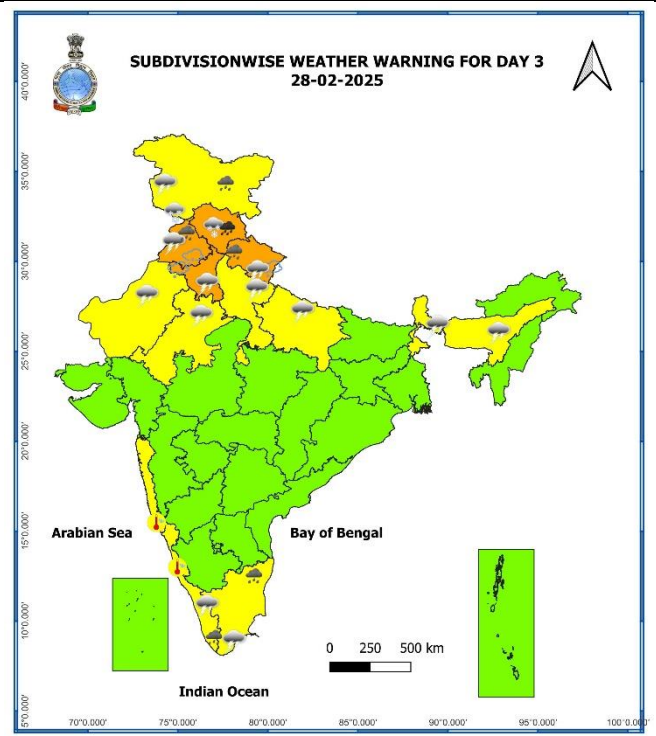 SUBDIVISIONWISE WEATHER WARNING FOR DAY 3
28-02-2025
40°0.000'
35°0.000'
30°0.000'
25°0.000'
20°0.000'
15°0.000'
10°0.000'
5°0.000'
Arabian Sea
Bay of Bengal
0 250 500 km
Indian Ocean
70°0.000' 75°0.000' 80°0.000' 85°0.000' 90°0.000' 95°0.000' 100°0.000'